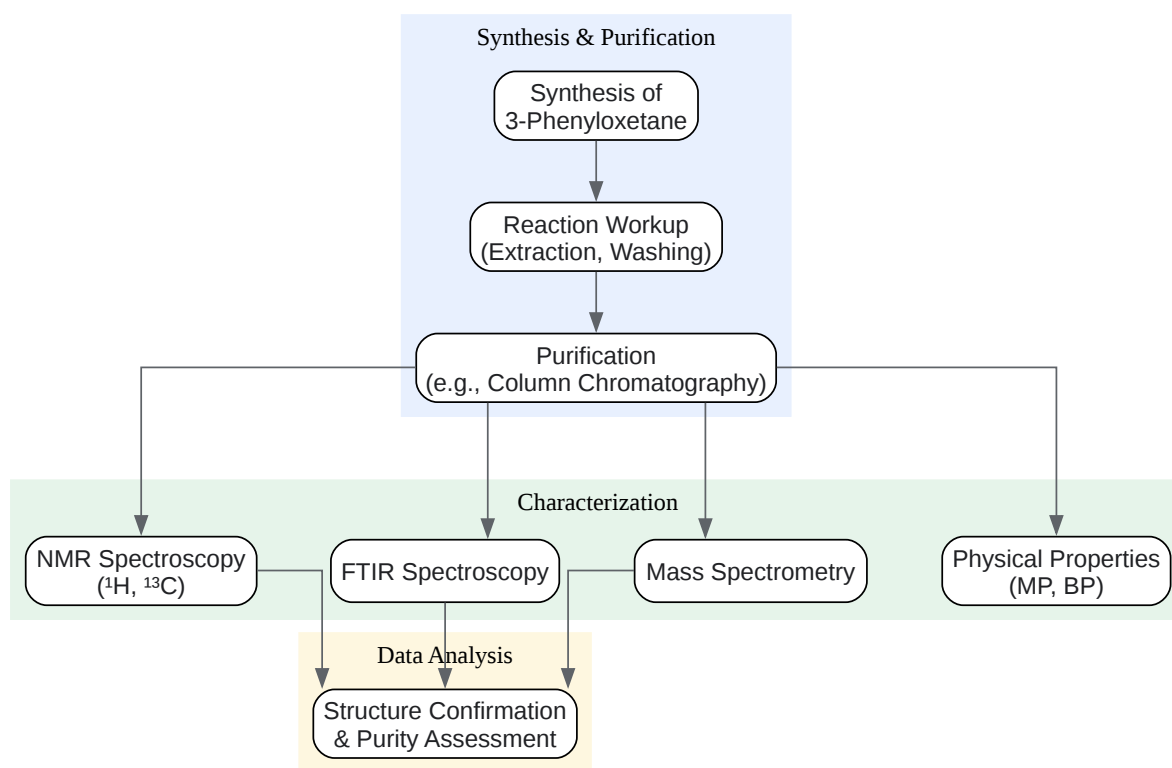 Synthesis & Purification
Synthesis of
3-Phenyloxetane
Reaction Workup
(Extraction, Washing)
Purification
(e.g., Column Chromatography)
Characterization
NMR Spectroscopy
(¹H, ¹³C)
FTIR Spectroscopy
Mass Spectrometry
Physical Properties
(MP, BP)
Data Analysis
Structure Confirmation
& Purity Assessment